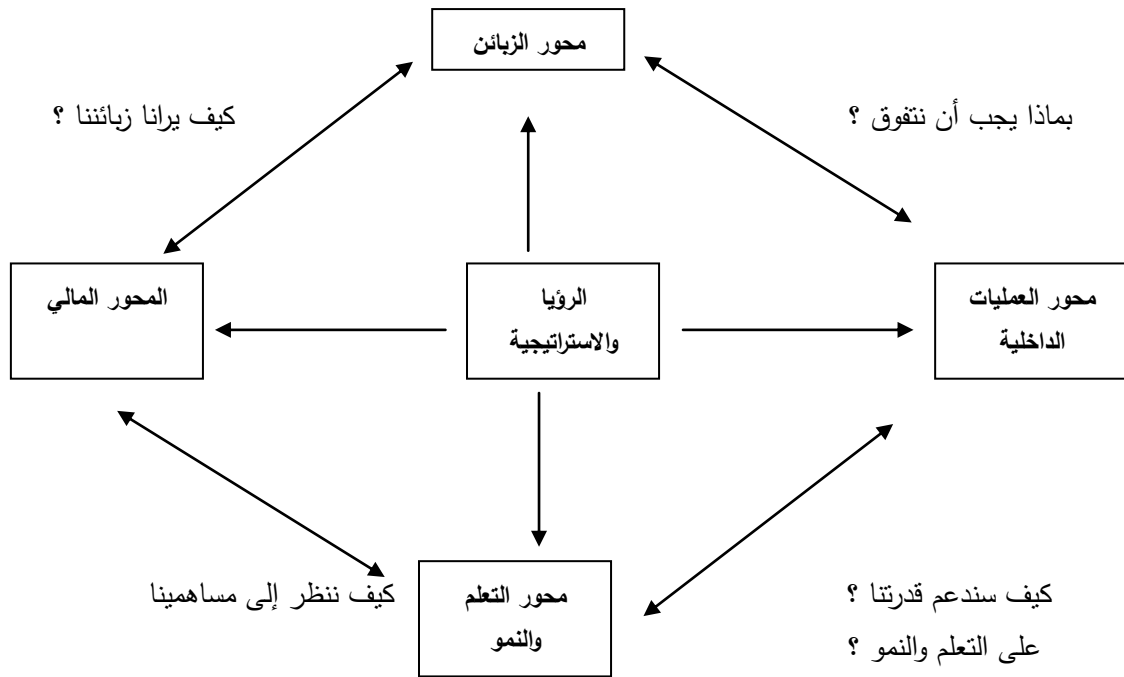 محور الزبائن
بماذا يجب أن نتفوق ؟
كيف يرانا زبائننا ؟
محور العمليات
الداخلية
الرؤيا
والاستراتيجية
المحور المالي
محور التعلم
والنمو
كيف سندعم قدرتنا ؟
على التعلم والنمو ؟
كيف ننظر إلى مساهمينا